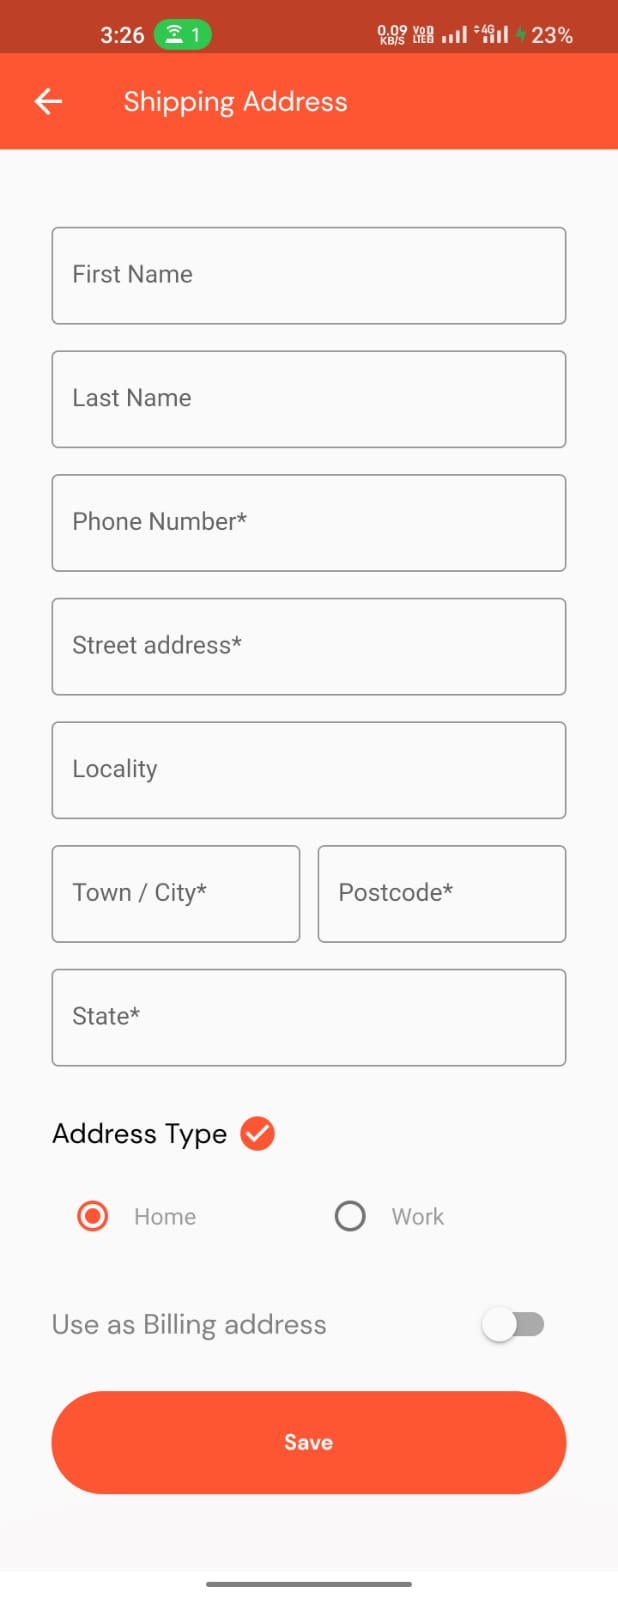 3:26 1 0.09 KB/S VoD LTE 4G 23%
Shipping Address
First Name
Last Name
Phone Number*
Street address*
Locality
Town / City* Postcode*
State*
Address Type
Home Work
Use as Billing address
Save